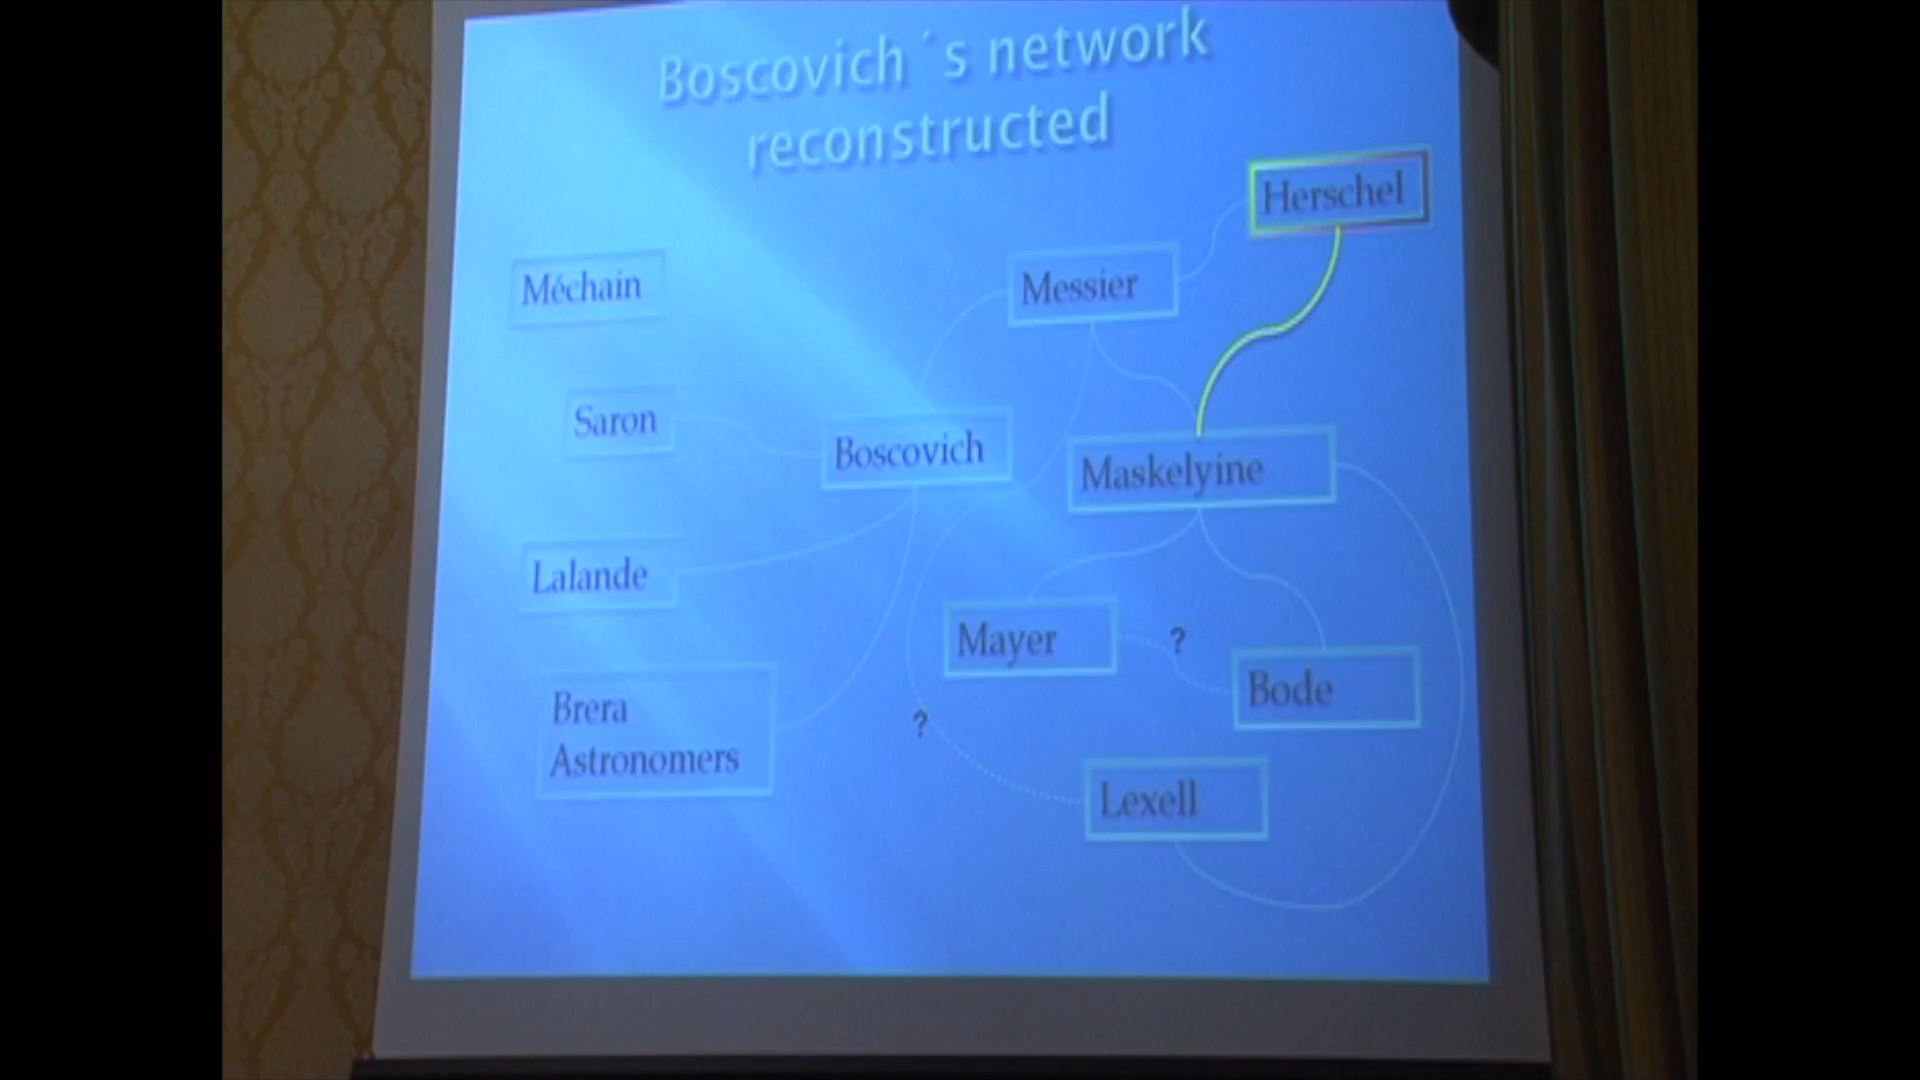 Boscovich ´s network
reconstructed
Herschel
Méchain
Messier
Saron
Boscovich
Maskelyine
Lalande
Mayer
?
Bode
Brera
Astronomers
?
Lexell